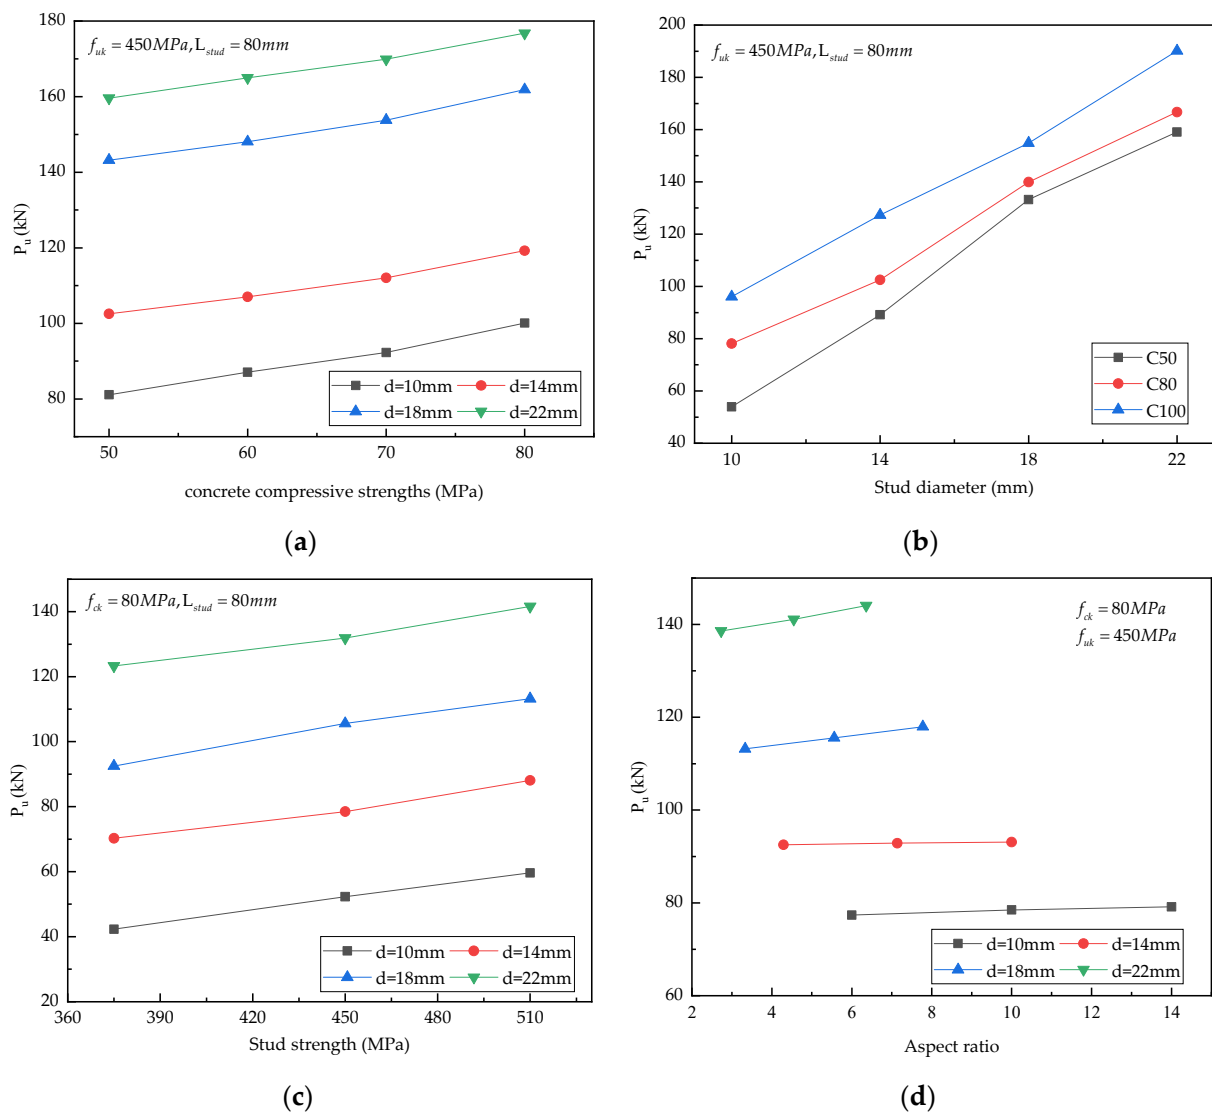 f_uk = 450MPa, L_stud = 80mm
180
160
140
120
100
80
P_u (kN)
d=10mm d=14mm
d=18mm d=22mm
50 60 70 80
concrete compressive strengths (MPa)
(a)
f_uk = 450MPa, L_stud = 80mm
200
180
160
140
120
100
80
60
40
P_u (kN)
C50
C80
C100
10 14 18 22
Stud diameter (mm)
(b)
f_ck = 80MPa, L_stud = 80mm
140
120
100
80
60
40
20
P_u (kN)
d=10mm d=14mm
d=18mm d=22mm
360 390 420 450 480 510
Stud strength (MPa)
(c)
f_ck = 80MPa
f_uk = 450MPa
140
120
100
80
60
P_u (kN)
d=10mm d=14mm
d=18mm d=22mm
2 4 6 8 10 12 14
Aspect ratio
(d)